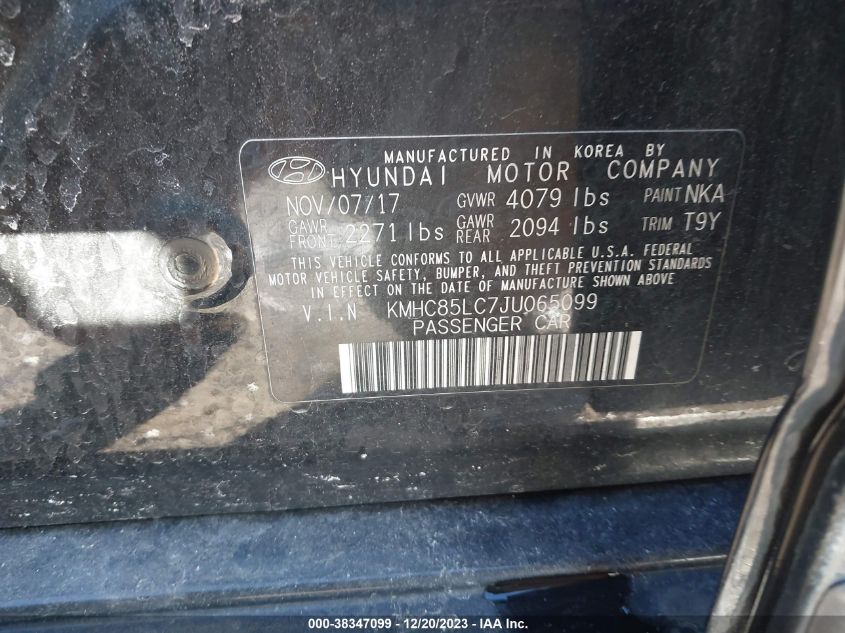 MANUFACTURED IN KOREA BY
HYUNDAI MOTOR COMPANY
NOV/07/17 GVWR 4079 lbs PAINT NKA
GAWR FRONT 2271 lbs GAWR REAR 2094 lbs TRIM T9Y
THIS VEHICLE CONFORMS TO ALL APPLICABLE U.S.A. FEDERAL
MOTOR VEHICLE SAFETY, BUMPER, AND THEFT PREVENTION STANDARDS
IN EFFECT ON THE DATE OF MANUFACTURE SHOWN ABOVE
V.I.N KMHC85LC7JU065099
PASSENGER CAR
000-38347099 — 12/20/2023 — IAA Inc.